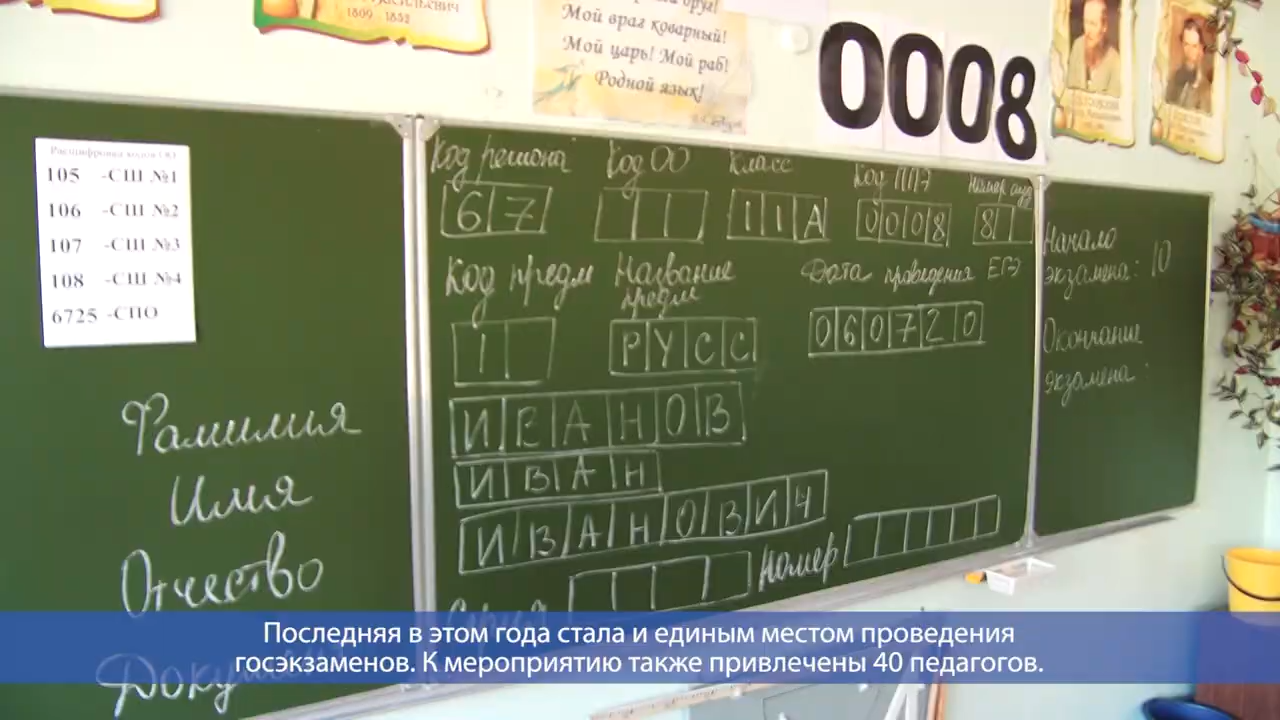 1809 - 1852
Мой враг коварный!
Мой царь! Мой раб!
Родной язык!
0008
Расшифровка кодов ОО
105 -СШ №1
106 -СШ №2
107 -СШ №3
108 -СШ №4
6725 -СПО
Код региона Код ОО Класс Код ППЭ Номер ауд
67 11А 0008 8
Код предм Название предм Дата проведения ЕГЭ
1 РУСС 060720
ИВАНОВ
ИВАН
ИВАНОВИЧ
Серия Номер
Фамилия
Имя
Отчество
Начало
экзамена: 10
Окончание
экзамена:
Последняя в этом года стала и единым местом проведения
госэкзаменов. К мероприятию также привлечены 40 педагогов.